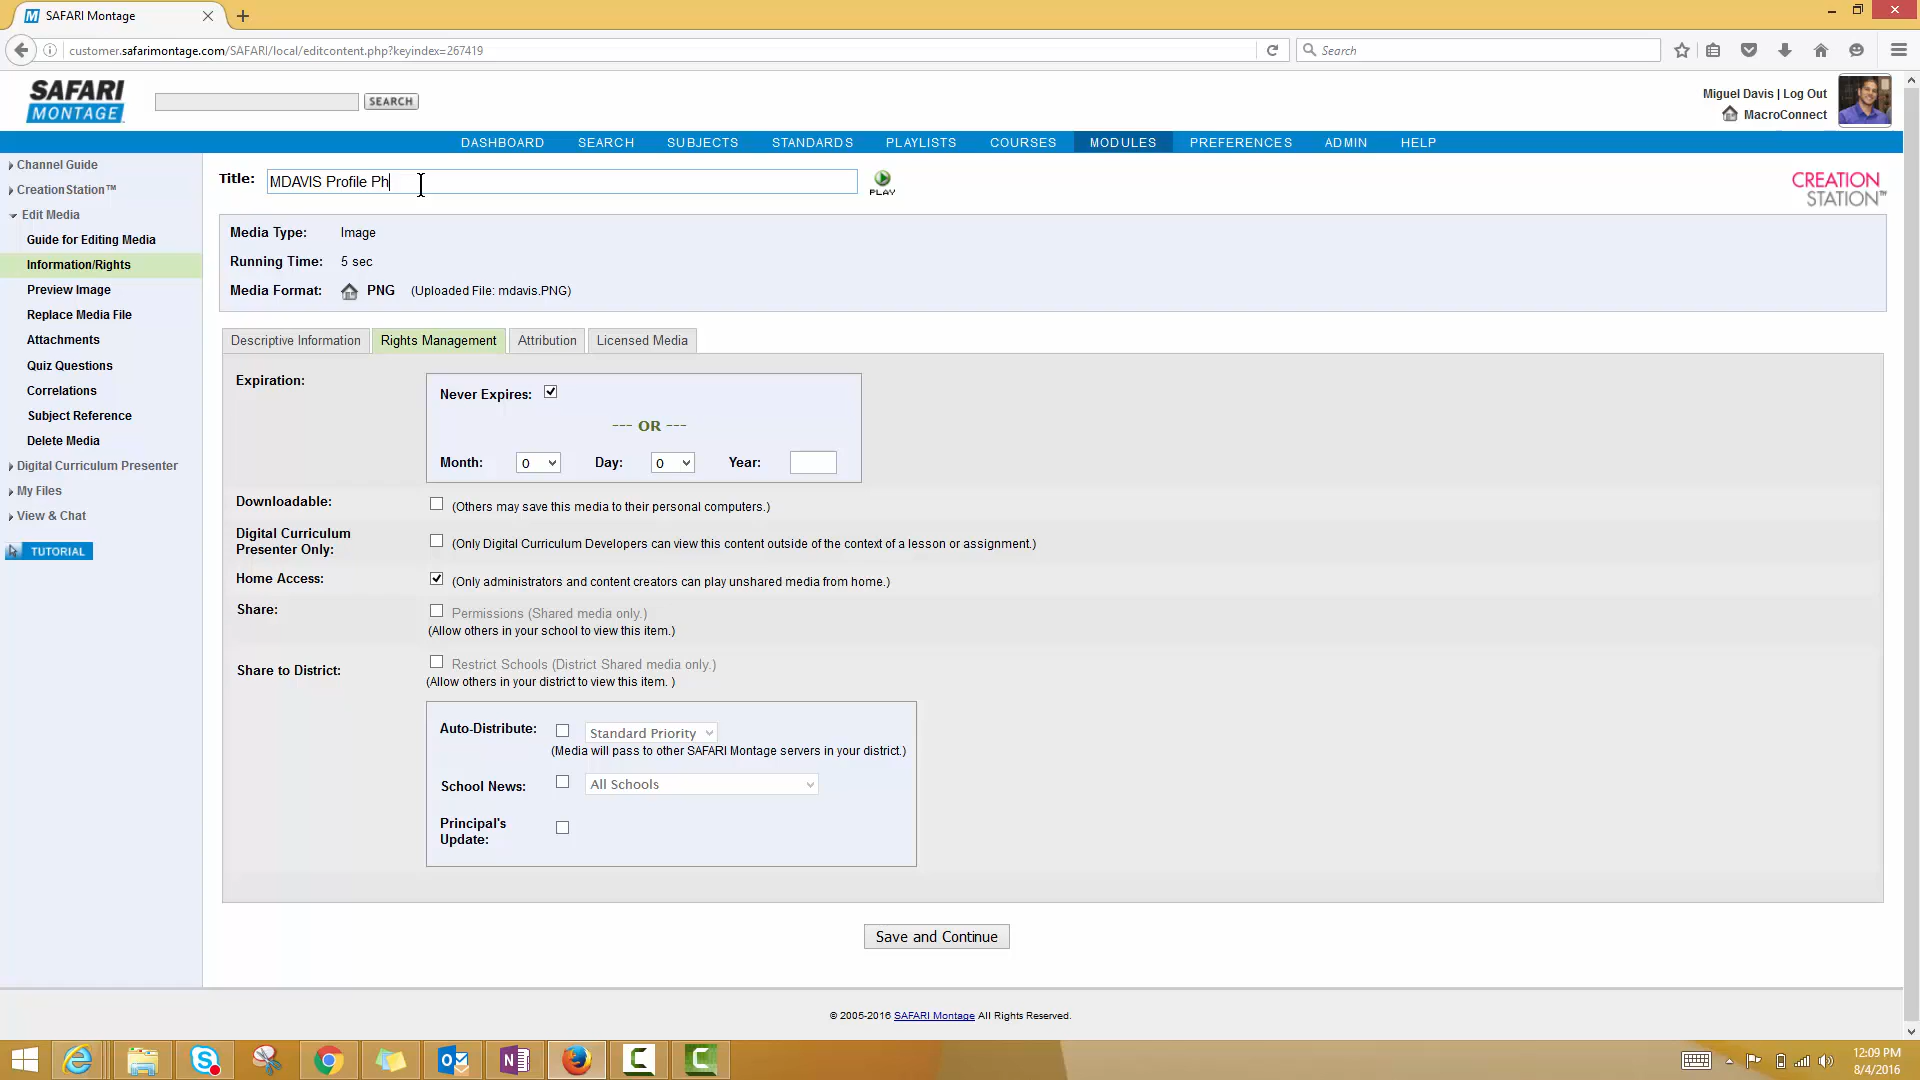 SAFARI Montage
customer.safarimontage.com/SAFARI/local/editcontent.php?keyindex=267419
Search
SAFARI
MONTAGE
SEARCH
Miguel Davis | Log Out
MacroConnect
DASHBOARD SEARCH SUBJECTS STANDARDS PLAYLISTS COURSES MODULES PREFERENCES ADMIN HELP
Channel Guide
CreationStation™
Edit Media
Guide for Editing Media
Information/Rights
Preview Image
Replace Media File
Attachments
Quiz Questions
Correlations
Subject Reference
Delete Media
Digital Curriculum Presenter
My Files
View & Chat
TUTORIAL
Title: MDAVIS Profile Ph
PLAY
CREATION
STATION™
Media Type: Image
Running Time: 5 sec
Media Format: PNG (Uploaded File: mdavis.PNG)
Descriptive Information Rights Management Attribution Licensed Media
Expiration:
Never Expires:
--- OR ---
Month: 0 Day: 0 Year:
Downloadable: (Others may save this media to their personal computers.)
Digital Curriculum
Presenter Only: (Only Digital Curriculum Developers can view this content outside of the context of a lesson or assignment.)
Home Access: (Only administrators and content creators can play unshared media from home.)
Share: Permissions (Shared media only.)
(Allow others in your school to view this item.)
Share to District: Restrict Schools (District Shared media only.)
(Allow others in your district to view this item. )
Auto-Distribute: Standard Priority
(Media will pass to other SAFARI Montage servers in your district.)
School News: All Schools
Principal's
Update:
Save and Continue
© 2005-2016 SAFARI Montage All Rights Reserved.
12:09 PM
8/4/2016